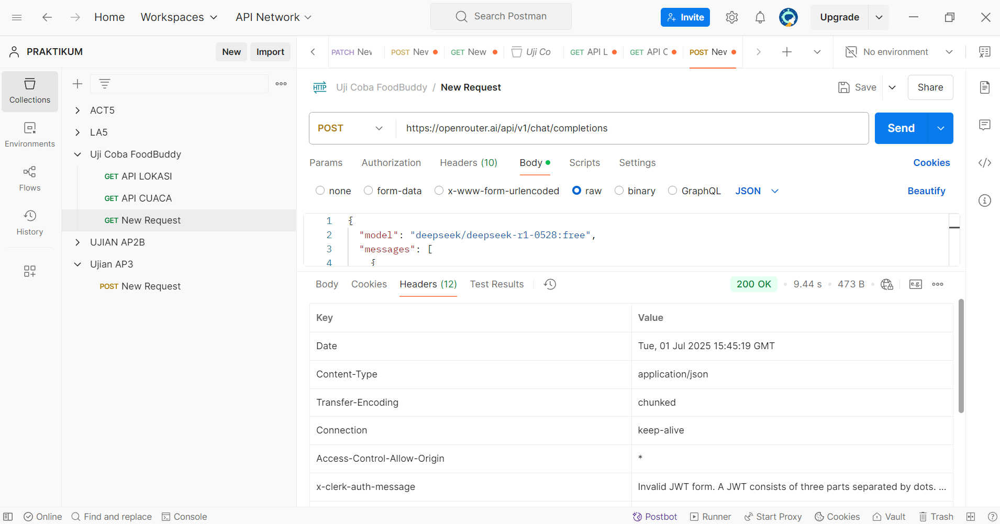 Home Workspaces API Network Search Postman Invite Upgrade
PRAKTIKUM New Import
PATCH Nev POST Nev GET New Uji Co GET API L GET API C POST Nev No environment
Collections
Environments
Flows
History
ACT5
LA5
Uji Coba FoodBuddy
GET API LOKASI
GET API CUACA
GET New Request
UJIAN AP2B
Ujian AP3
POST New Request
HTTP Uji Coba FoodBuddy / New Request Save Share
POST https://openrouter.ai/api/v1/chat/completions Send
Params Authorization Headers (10) Body Scripts Settings Cookies
none form-data x-www-form-urlencoded raw binary GraphQL JSON Beautify
1 {
2 "model": "deepseek/deepseek-r1-0528:free",
3 "messages": [
4 {
Body Cookies Headers (12) Test Results 200 OK • 9.44 s • 473 B • e.g.
Key Value
Date Tue, 01 Jul 2025 15:45:19 GMT
Content-Type application/json
Transfer-Encoding chunked
Connection keep-alive
Access-Control-Allow-Origin *
x-clerk-auth-message Invalid JWT form. A JWT consists of three parts separated by dots. ...
Online Find and replace Console Postbot Runner Start Proxy Cookies Vault Trash